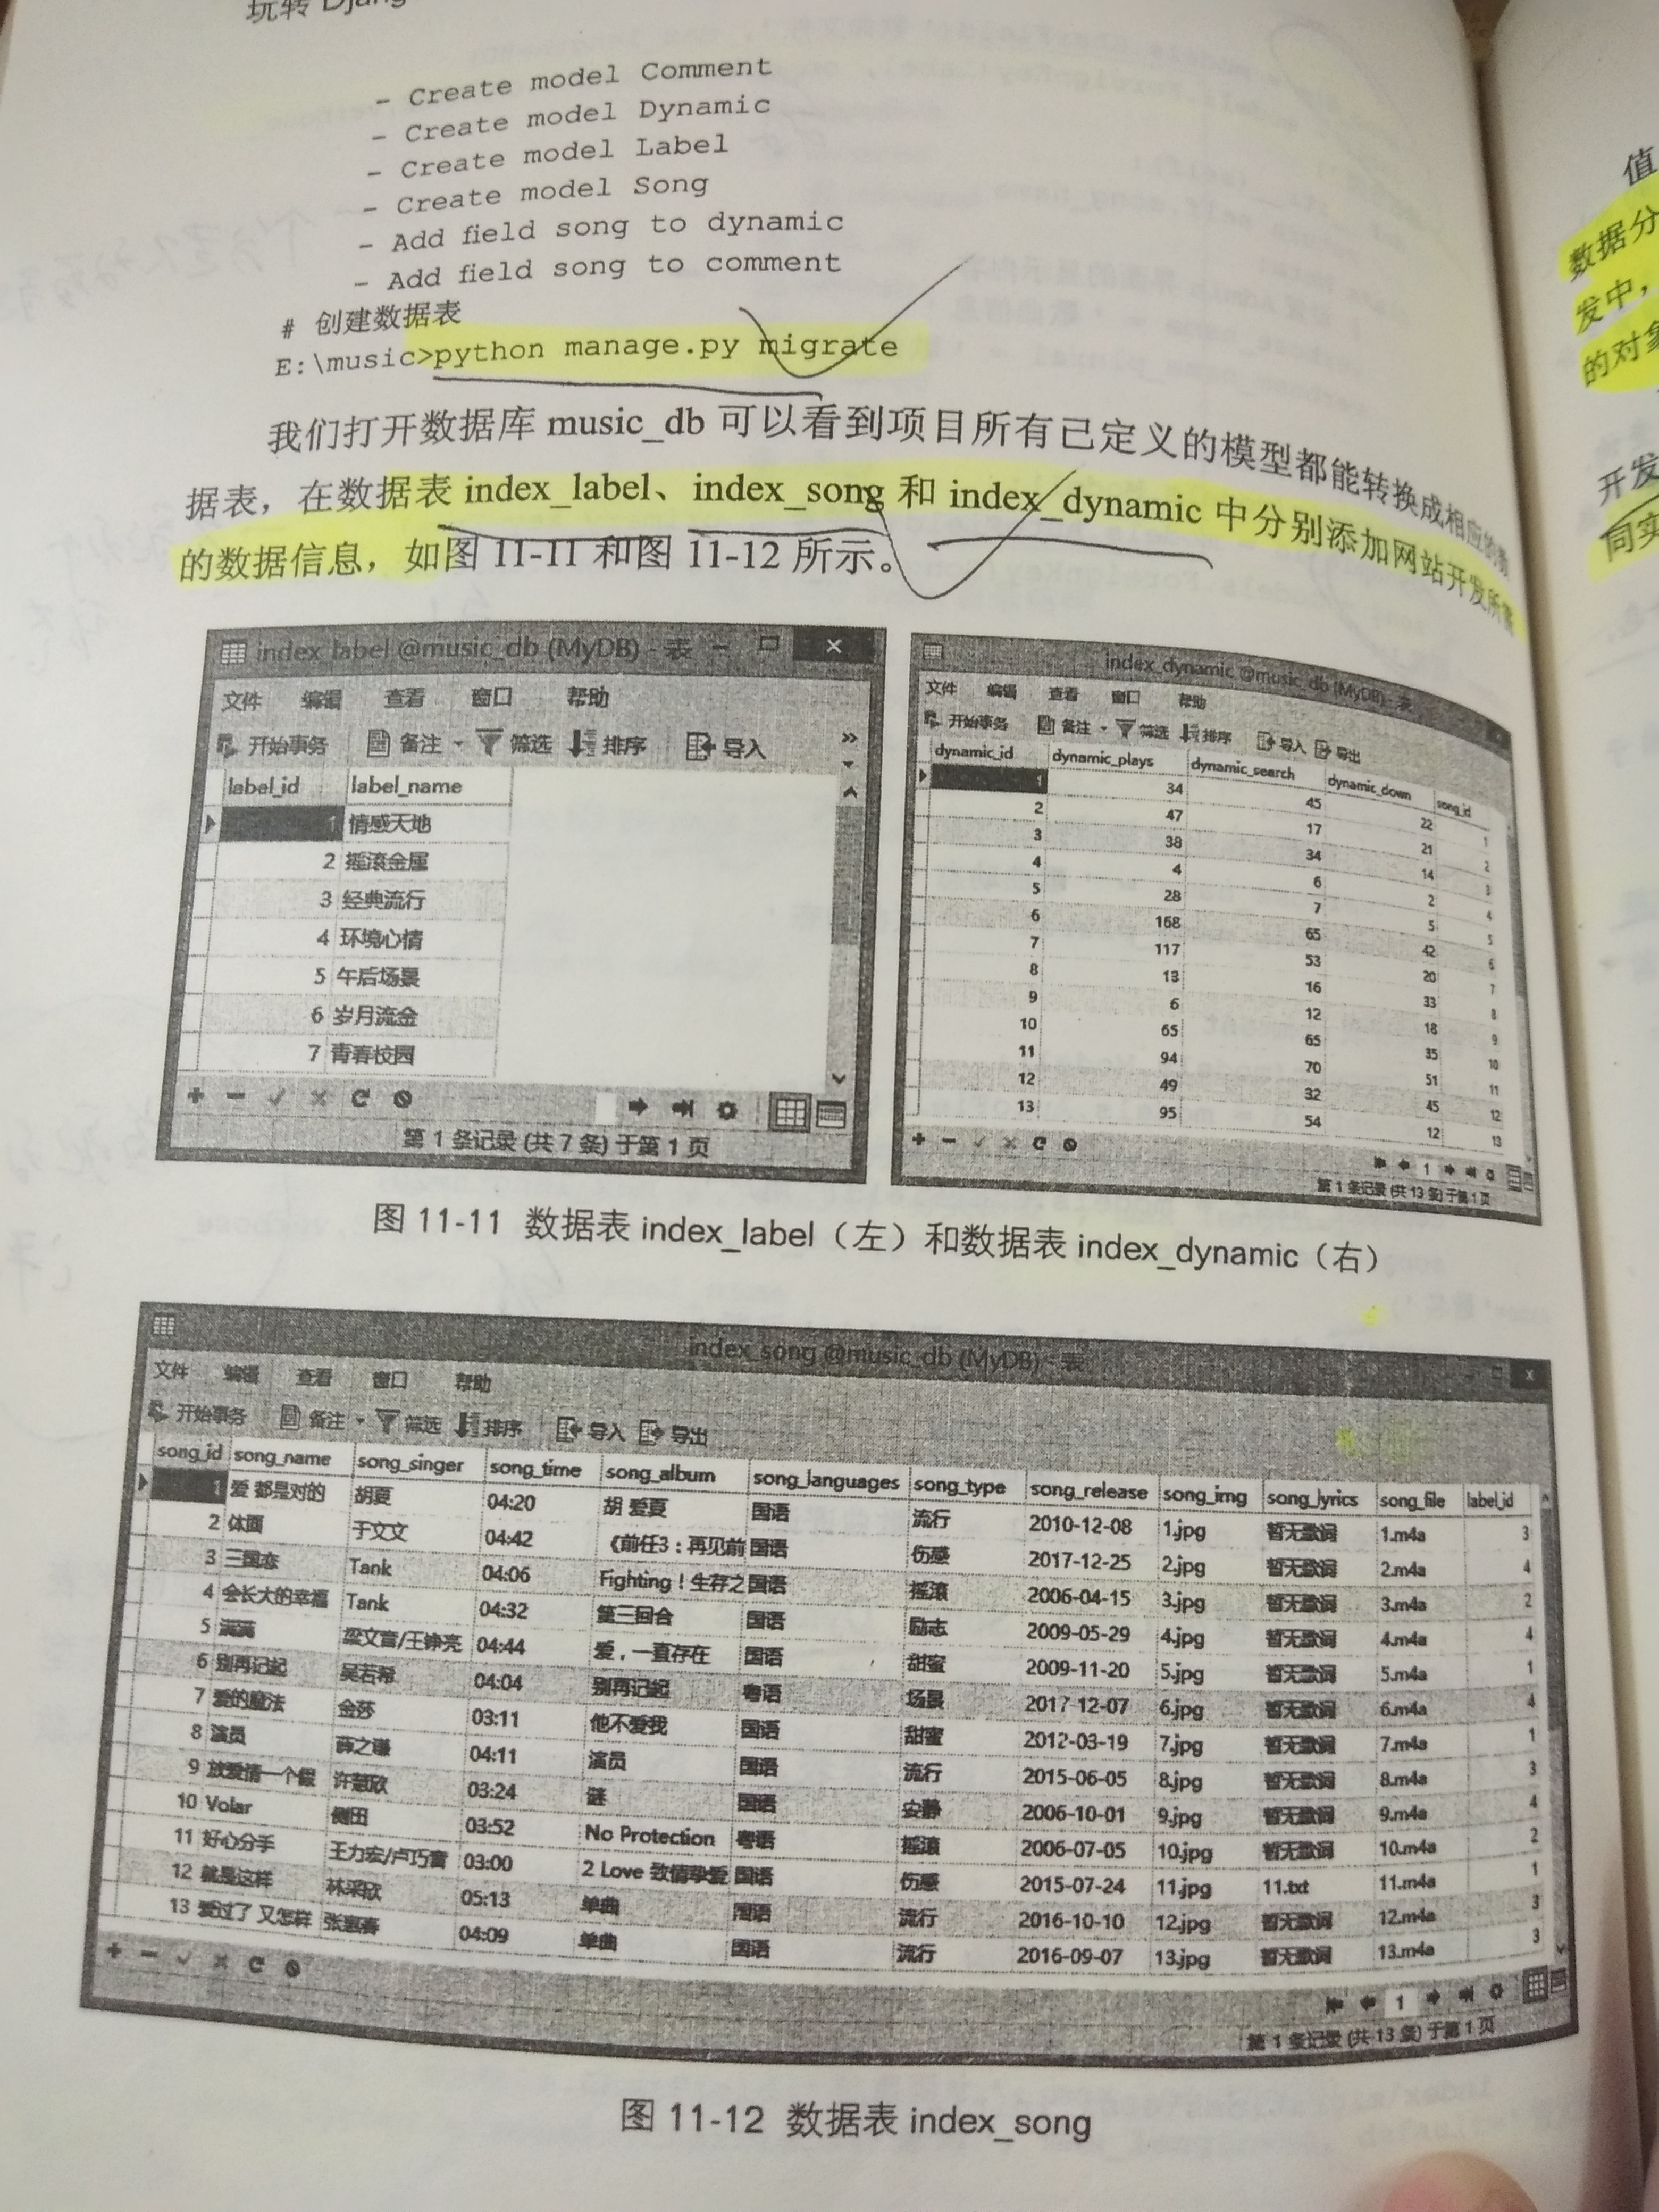 玩转 Djang
- Create model Comment
- Create model Dynamic
- Create model Label
- Create model Song
- Add field song to dynamic
- Add field song to comment
# 创建数据表
E:\music>python manage.py migrate
我们打开数据库 music_db 可以看到项目所有已定义的模型都能转换成相应的数
据表，在数据表 index_label、index_song 和 index_dynamic 中分别添加网站开发所需
的数据信息，如图 11-11 和图 11-12 所示。
index_label @music_db (MyDB) - 表
文件 编辑 查看 窗口 帮助
开始事务 备注 筛选 排序 导入
label_id label_name
1 情感天地
2 摇滚金属
3 经典流行
4 环境心情
5 午后场景
6 岁月流金
7 青春校园
第 1 条记录 (共 7 条) 于第 1 页
index_dynamic @music_db (MyDB) - 表
文件 编辑 查看 窗口 帮助
开始事务 备注 筛选 排序 导入 导出
dynamic_id dynamic_plays dynamic_search dynamic_down song_id
1 34 45 22 1
2 47 17 21 2
3 38 34 14 3
4 4 6 2 4
5 28 7 5 5
6 168 65 42 6
7 117 53 20 7
8 13 16 33 8
9 6 12 18 9
10 65 65 35 10
11 94 70 51 11
12 49 32 45 12
13 95 54 12 13
1
第 1 条记录 (共 13 条) 于第 1 页
图 11-11 数据表 index_label（左）和数据表 index_dynamic（右）
index_song @music_db (MyDB) - 表
文件 编辑 查看 窗口 帮助
开始事务 备注 筛选 排序 导入 导出
song_id song_name song_singer song_time song_album song_languages song_type song_release song_img song_lyrics song_file label_id
1 爱 都是对的 胡夏 04:20 胡 爱夏 国语 流行 2010-12-08 1.jpg 暂无歌词 1.m4a 3
2 体面 于文文 04:42 《前任3：再见前 国语 伤感 2017-12-25 2.jpg 暂无歌词 2.m4a 4
3 三国恋 Tank 04:06 Fighting！生存之 国语 摇滚 2006-04-15 3.jpg 暂无歌词 3.m4a 2
4 会长大的幸福 Tank 04:32 第三回合 国语 励志 2009-05-29 4.jpg 暂无歌词 4.m4a 4
5 满满 梁文音/王铮亮 04:44 爱，一直存在 国语 甜蜜 2009-11-20 5.jpg 暂无歌词 5.m4a 1
6 别再记起 吴若希 04:04 别再记起 粤语 场景 2017-12-07 6.jpg 暂无歌词 6.m4a 4
7 爱的魔法 金莎 03:11 他不爱我 国语 甜蜜 2012-03-19 7.jpg 暂无歌词 7.m4a 1
8 演员 薛之谦 04:11 演员 国语 流行 2015-06-05 8.jpg 暂无歌词 8.m4a 3
9 放爱情一个假 许慧欣 03:24 谜 国语 安静 2006-10-01 9.jpg 暂无歌词 9.m4a 4
10 Volar 侧田 03:52 No Protection 粤语 摇滚 2006-07-05 10.jpg 暂无歌词 10.m4a 2
11 好心分手 王力宏/卢巧音 03:00 2 Love 致情挚爱 国语 伤感 2015-07-24 11.jpg 11.txt 11.m4a 1
12 就是这样 林采欣 05:13 单曲 国语 流行 2016-10-10 12.jpg 暂无歌词 12.m4a 3
13 爱过了 又怎样 张惠春 04:09 单曲 国语 流行 2016-09-07 13.jpg 暂无歌词 13.m4a 3
1
第 1 条记录 (共 13 条) 于第 1 页
图 11-12 数据表 index_song
值
数据分
发中，
的对象
开发
同实